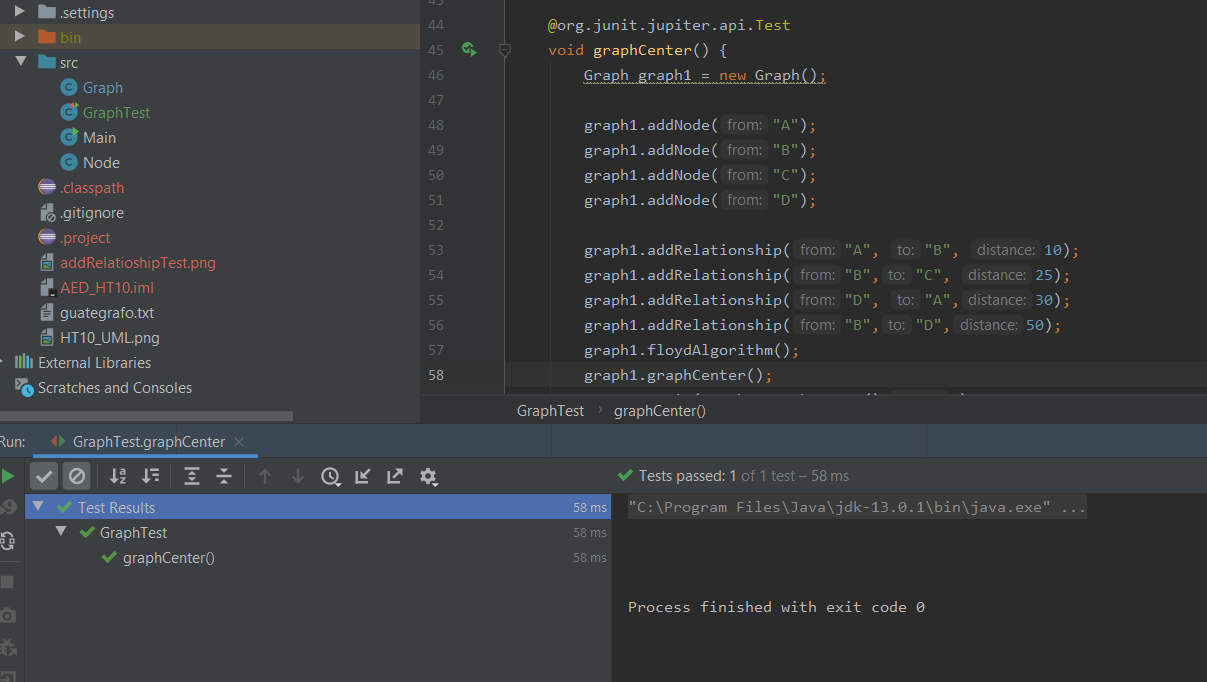 .settings
bin
src
Graph
GraphTest
Main
Node
.classpath
.gitignore
.project
addRelatioshipTest.png
AED_HT10.iml
guategrafo.txt
HT10_UML.png
External Libraries
Scratches and Consoles
44 @org.junit.jupiter.api.Test
45 void graphCenter() {
46 Graph graph1 = new Graph();
47
48 graph1.addNode( from: "A");
49 graph1.addNode( from: "B");
50 graph1.addNode( from: "C");
51 graph1.addNode( from: "D");
52
53 graph1.addRelationship( from: "A", to: "B", distance: 10);
54 graph1.addRelationship( from: "B", to: "C", distance: 25);
55 graph1.addRelationship( from: "D", to: "A", distance: 30);
56 graph1.addRelationship( from: "B", to: "D", distance: 50);
57 graph1.floydAlgorithm();
58 graph1.graphCenter();
GraphTest › graphCenter()
Run: GraphTest.graphCenter ×
Tests passed: 1 of 1 test – 58 ms
Test Results 58 ms
GraphTest 58 ms
graphCenter() 58 ms
"C:\Program Files\Java\jdk-13.0.1\bin\java.exe" ...
Process finished with exit code 0